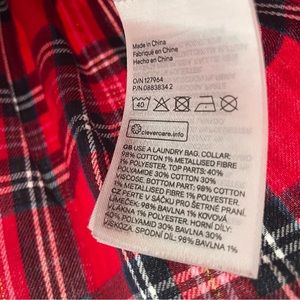 Made in China
Fabriqué en Chine
Hecho en China
O/N 127964
P/N 0883834 2
40
clevercare.info
GB USE A LAUNDRY BAG. COLLAR:
98% COTTON 1% METALLISED FIBRE
1% POLYESTER. TOP PARTS: 40%
POLYAMIDE 30% COTTON 30%
VISCOSE. BOTTOM PART: 98% COTTON
1% METALLISED FIBRE 1% POLYESTER
CZ PERTE V SÁČKU PRO ŠETRNÉ PRANÍ.
LÍMEČEK: 98% BAVLNA 1% KOVOVÁ
1% POLYESTER. HORNÍ DÍLY:
40% POLYAMID 30% BAVLNA 30%
VISKÓZA. SPODNÍ DÍL: 98% BAVLNA 1%